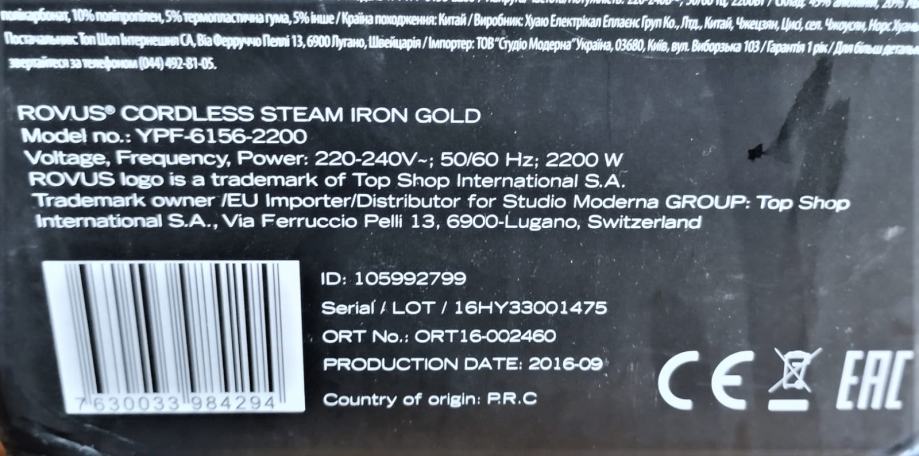 полікарбонат, 10% поліпропілен, 5% термопластична гума, 5% інше / Країна походження: Китай / Виробник: Хуаю Електрікал Епплаєнс Груп Ко., Лтд., Китай, Чжецзян, Цисі, сел. Чжоусян, Норс Хуан
Постачальник: Топ Шоп Інтернешнл СА, Віа Ферруччо Пеллі 13, 6900 Лугано, Швейцарія / Імпортер: ТОВ "Студіо Модерна" Україна, 03680, Київ, вул. Виборзька 103 / Гарантія 1 рік / Для більш
звертайтеся за телефоном (044) 492-81-05.
ROVUS® CORDLESS STEAM IRON GOLD
Model no.: YPF-6156-2200
Voltage, Frequency, Power: 220-240V~; 50/60 Hz; 2200 W
ROVUS logo is a trademark of Top Shop International S.A.
Trademark owner /EU Importer/Distributor for Studio Moderna GROUP: Top Shop
International S.A., Via Ferruccio Pelli 13, 6900-Lugano, Switzerland
ID: 105992799
Serial / LOT / 16HY33001475
ORT No.: ORT16-002460
PRODUCTION DATE: 2016-09
Country of origin: P.R.C
7 630033 984294
CE EAC